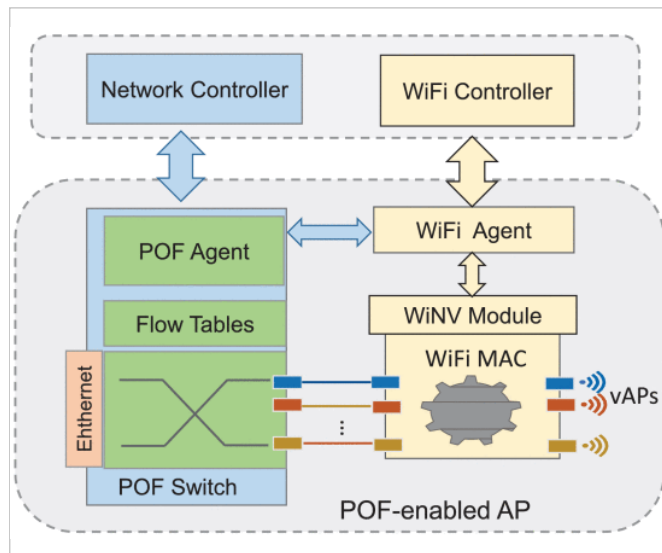 Network Controller
WiFi Controller
POF Agent
WiFi Agent
Flow Tables
WiNV Module
WiFi MAC
Ehthernet
vAPs
POF Switch
POF-enabled AP